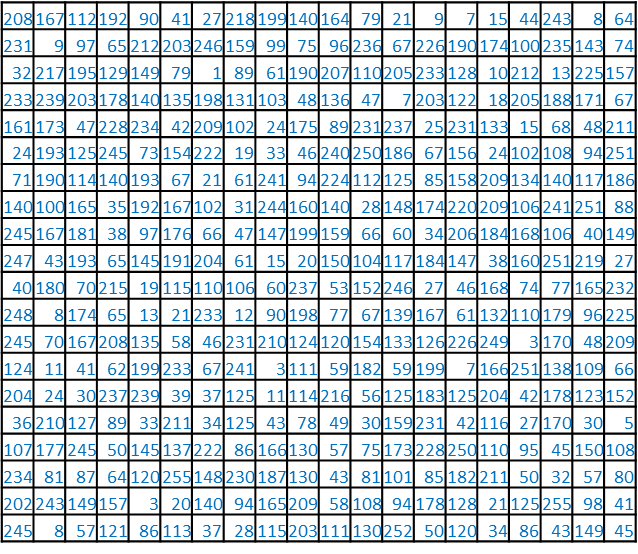 208 167 112 192 90 41 27 218 199 140 164 79 21 9 7 15 44 243 8 64
231 9 97 65 212 203 246 159 99 75 96 236 67 226 190 174 100 235 143 74
32 217 195 129 149 79 1 89 61 190 207 110 205 233 128 10 212 13 225 157
233 239 203 178 140 135 198 131 103 48 136 47 7 203 122 18 205 188 171 67
161 173 47 228 234 42 209 102 24 175 89 231 237 25 231 133 15 68 48 211
24 193 125 245 73 154 222 19 33 46 240 250 186 67 156 24 102 108 94 251
71 190 114 140 193 67 21 61 241 94 224 112 125 85 158 209 134 140 117 186
140 100 165 35 192 167 102 31 244 160 140 28 148 174 220 209 106 241 251 88
245 167 181 38 97 176 66 47 147 199 159 66 60 34 206 184 168 106 40 149
247 43 193 65 145 191 204 61 15 20 150 104 117 184 147 38 160 251 219 27
40 180 70 215 19 115 110 106 60 237 53 152 246 27 46 168 74 77 165 232
248 8 174 65 13 21 233 12 90 198 77 67 139 167 61 132 110 179 96 225
245 70 167 208 135 58 46 231 210 124 120 154 133 126 226 249 3 170 48 209
124 11 41 62 199 233 67 241 3 111 59 182 59 199 7 166 251 138 109 66
204 24 30 237 239 39 37 125 11 114 216 56 125 183 125 204 42 178 123 152
36 210 127 89 33 211 34 125 43 78 49 30 159 231 42 116 27 170 30 5
107 177 245 50 145 137 222 86 166 130 57 75 173 228 250 110 95 45 150 108
234 81 87 64 120 255 148 230 187 130 43 81 101 85 182 211 50 32 57 80
202 243 149 157 3 20 140 94 165 209 58 108 94 178 128 21 125 255 98 41
245 8 57 121 86 113 37 28 115 203 111 130 252 50 120 34 86 43 149 45